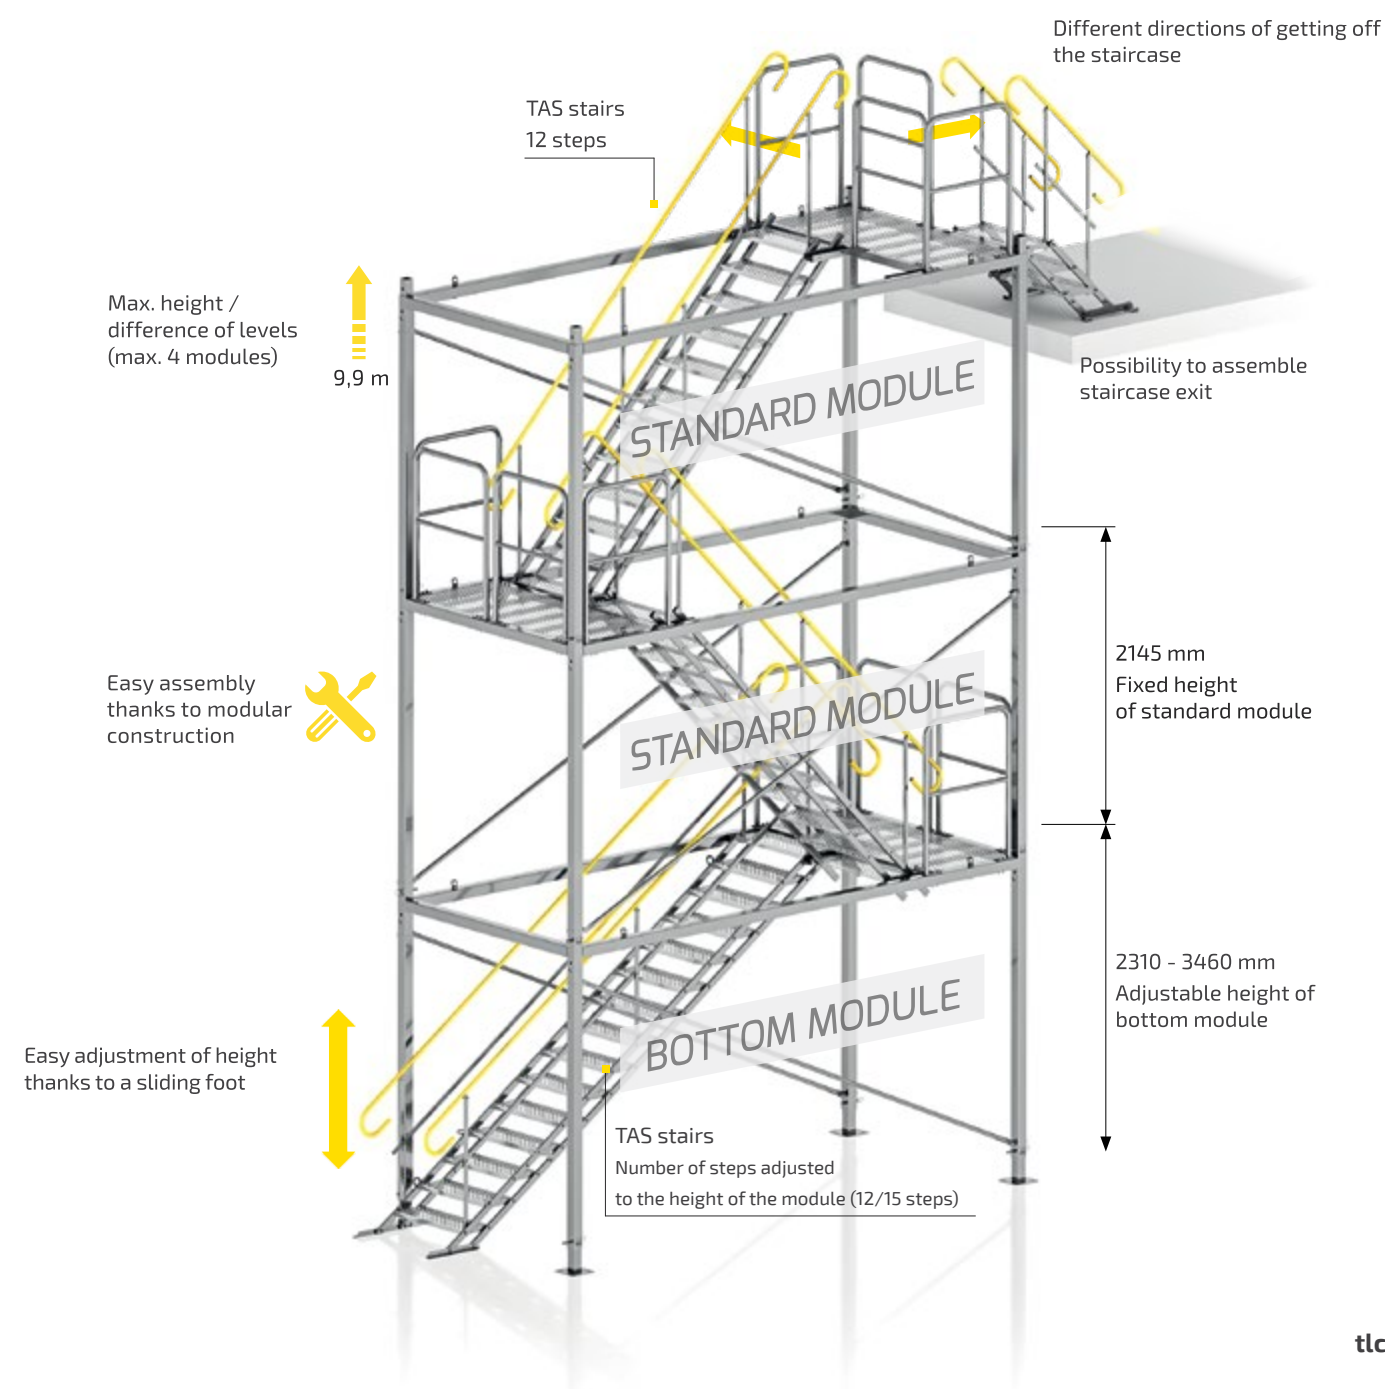 Different directions of getting off
the staircase
TAS stairs
12 steps
Max. height /
difference of levels
(max. 4 modules)
9,9 m
Possibility to assemble
staircase exit
STANDARD MODULE
2145 mm
Fixed height
of standard module
Easy assembly
thanks to modular
construction
STANDARD MODULE
2310 - 3460 mm
Adjustable height of
bottom module
BOTTOM MODULE
Easy adjustment of height
thanks to a sliding foot
TAS stairs
Number of steps adjusted
to the height of the module (12/15 steps)
tlc